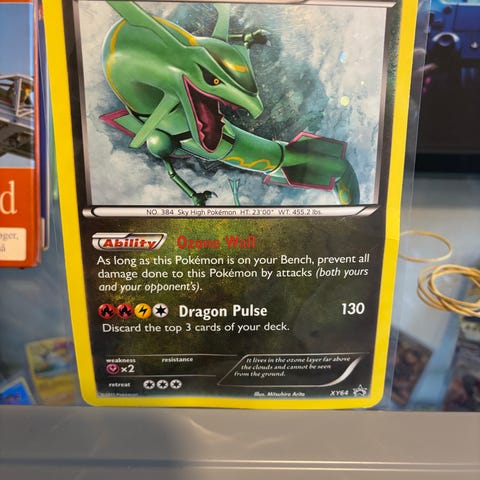 NO. 384 Sky High Pokémon HT: 23'00" WT: 455.2 lbs.
Ability Ozone Wall
As long as this Pokémon is on your Bench, prevent all
damage done to this Pokémon by attacks (both yours
and your opponent's).
Dragon Pulse 130
Discard the top 3 cards of your deck.
weakness resistance
×2
It lives in the ozone layer far above
the clouds and cannot be seen
from the ground.
retreat
©2015 Pokémon Illus. Mitsuhiro Arita XY64
d